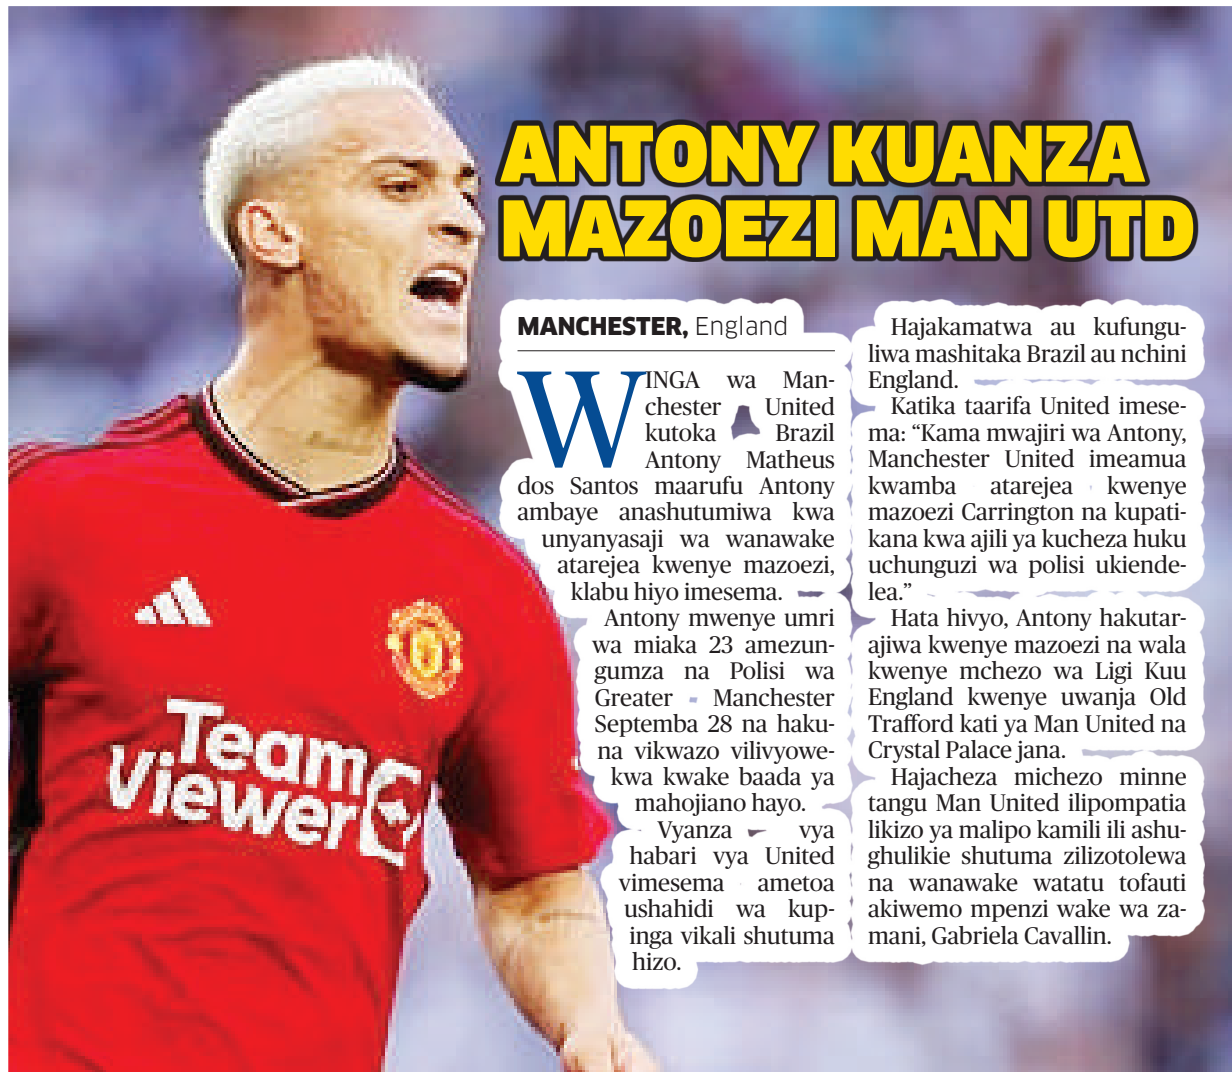 ANTONY KUANZA
MAZOEZI MAN UTD
MANCHESTER, England
WINGA wa Man-
chester United
kutoka Brazil
Antony Matheus
dos Santos maarufu Antony
ambaye anashutumiwa kwa
unyanyasaji wa wanawake
atarejea kwenye mazoezi,
klabu hiyo imesema.
Antony mwenye umri
wa miaka 23 amezun-
gumza na Polisi wa
Greater Manchester
Septemba 28 na haku-
na vikwazo vilivyowe-
kwa kwake baada ya
mahojiano hayo.
Vyanza vya
habari vya United
vimesema ametoa
ushahidi wa kup-
inga vikali shutuma
hizo.
Hajakamatwa au kufungu-
liwa mashitaka Brazil au nchini
England.
Katika taarifa United imese-
ma: “Kama mwajiri wa Antony,
Manchester United imeamua
kwamba atarejea kwenye
mazoezi Carrington na kupati-
kana kwa ajili ya kucheza huku
uchunguzi wa polisi ukiende-
lea.”
Hata hivyo, Antony hakutar-
ajiwa kwenye mazoezi na wala
kwenye mchezo wa Ligi Kuu
England kwenye uwanja Old
Trafford kati ya Man United na
Crystal Palace jana.
Hajacheza michezo minne
tangu Man United ilipompatia
likizo ya malipo kamili ili ashu-
ghulikie shutuma zilizotolewa
na wanawake watatu tofauti
akiwemo mpenzi wake wa za-
mani, Gabriela Cavallin.
Team
Viewer